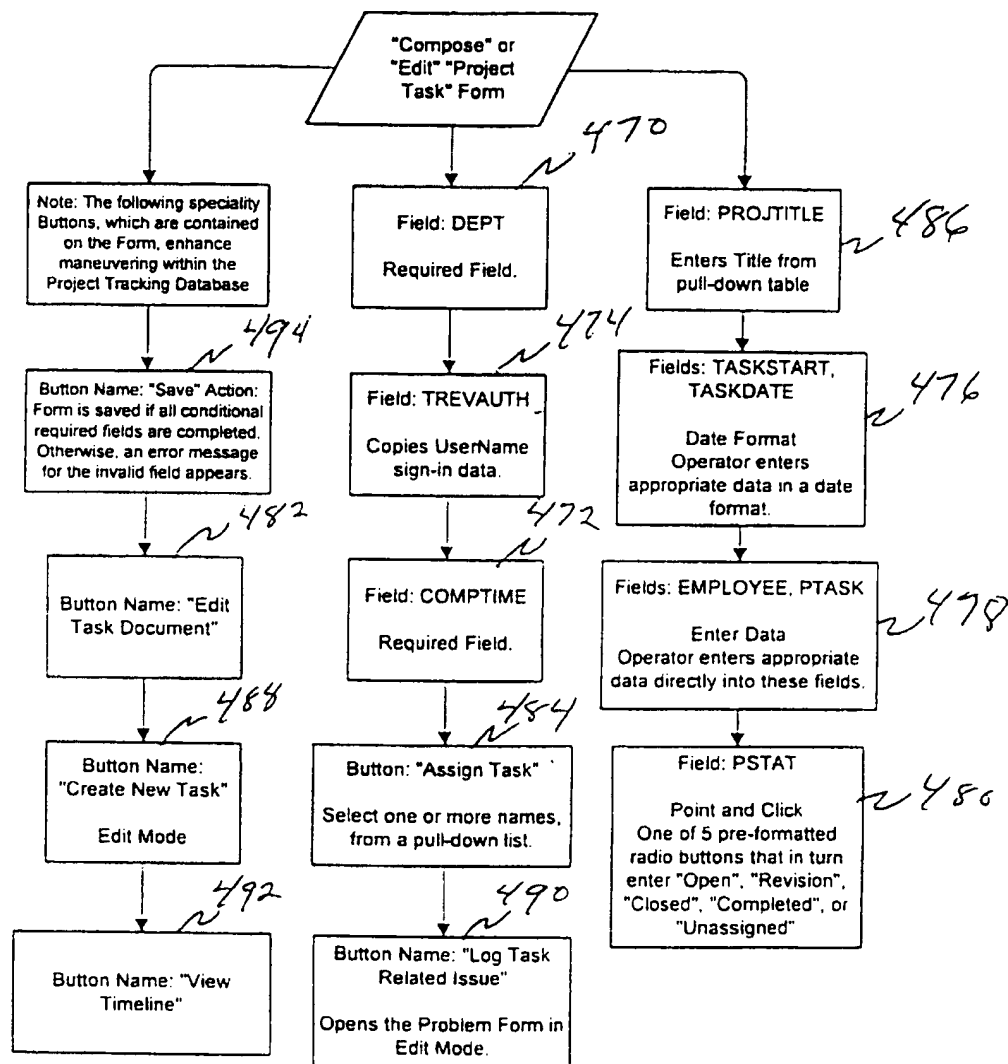 "Compose" or
"Edit" "Project
Task" Form
470
Note: The following speciality
Buttons, which are contained
on the Form, enhance
maneuvering within the
Project Tracking Database
Field: DEPT
Required Field.
Field: PROJTITLE
Enters Title from
pull-down table
486
494
Button Name: "Save" Action:
Form is saved if all conditional
required fields are completed.
Otherwise, an error message
for the invalid field appears.
474
Field: TREVAUTH
Copies UserName
sign-in data.
Fields: TASKSTART,
TASKDATE
Date Format
Operator enters
appropriate data in a date
format.
476
482
Button Name: "Edit
Task Document"
472
Field: COMPTIME
Required Field.
Fields: EMPLOYEE, PTASK
Enter Data
Operator enters appropriate
data directly into these fields.
478
488
Button Name:
"Create New Task"
Edit Mode
484
Button: "Assign Task"
Select one or more names,
from a pull-down list.
Field: PSTAT
Point and Click
One of 5 pre-formatted
radio buttons that in turn
enter "Open", "Revision",
"Closed", "Completed", or
"Unassigned"
480
492
Button Name: "View
Timeline"
490
Button Name: "Log Task
Related Issue"
Opens the Problem Form in
Edit Mode.